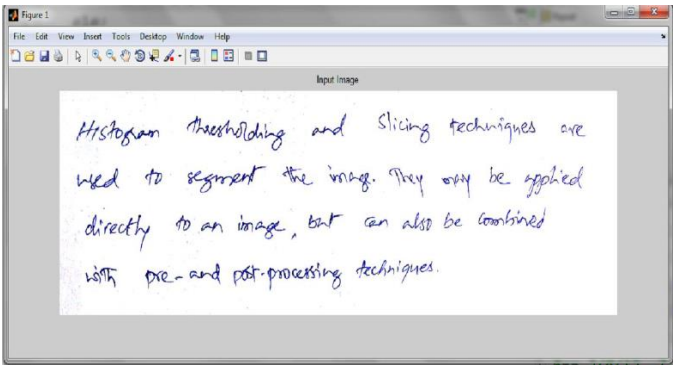 Figure 1
File Edit View Insert Tools Desktop Window Help
Input Image
Histogram thresholding and Slicing techniques are
used to segment the image. They may be applied
directly to an image, but can also be combined
with pre- and post-processing techniques.